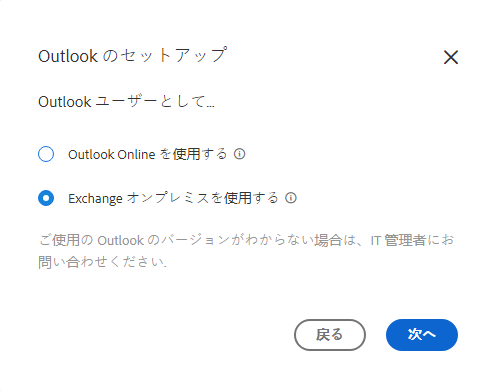 Outlook のセットアップ
Outlook ユーザーとして...
Outlook Online を使用する
Exchange オンプレミスを使用する
ご使用の Outlook のバージョンがわからない場合は、IT 管理者にお
問い合わせください.
戻る
次へ